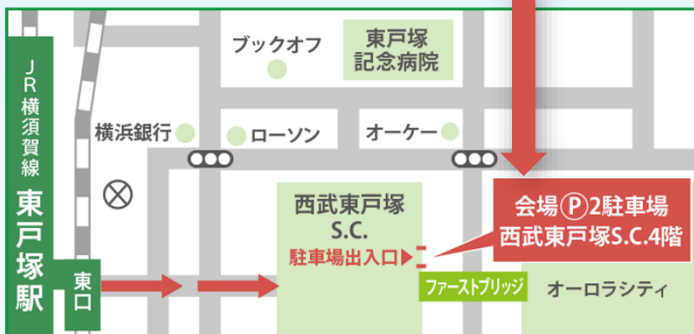 ブックオフ
東戸塚
記念病院
JR横須賀線
東戸塚駅
東口
横浜銀行
ローソン
オーケー
西武東戸塚
S.C.
駐車場出入口▶
会場Ⓟ2駐車場
西武東戸塚S.C.4階
ファーストブリッジ
オーロラシティ